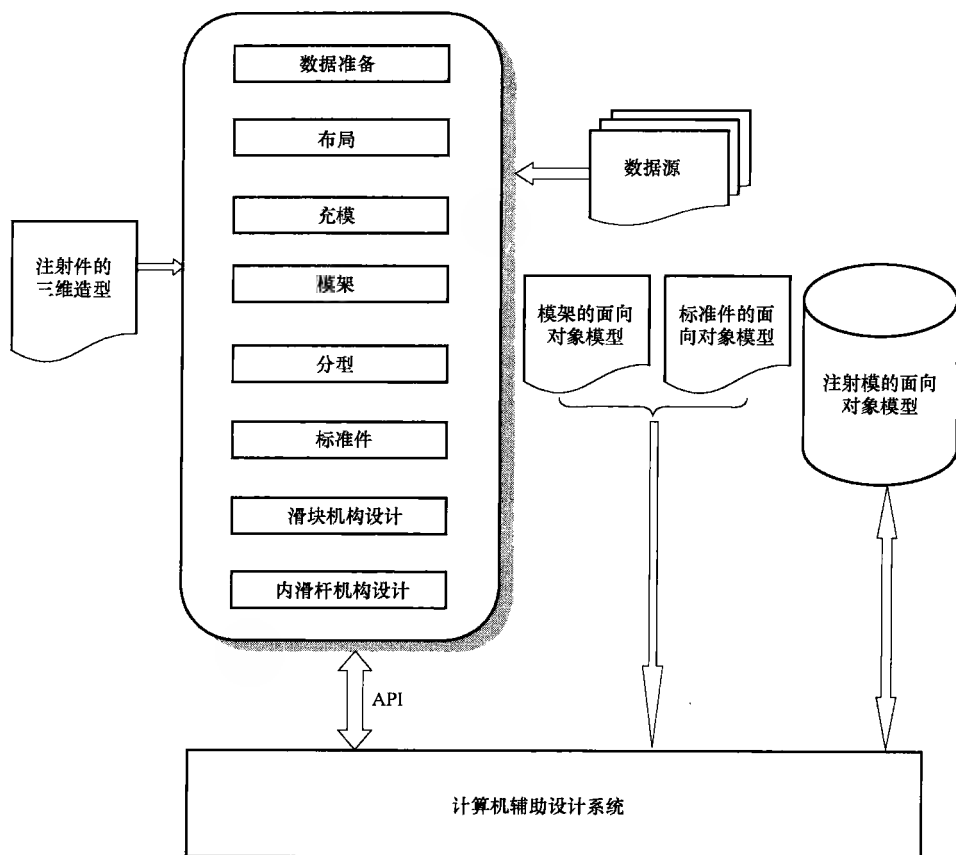 数据准备
布局
充模
模架
分型
标准件
滑块机构设计
内滑杆机构设计
数据源
注射件的
三维造型
模架的面向
对象模型
标准件的面
向对象模型
注射模的面向
对象模型
API
计算机辅助设计系统